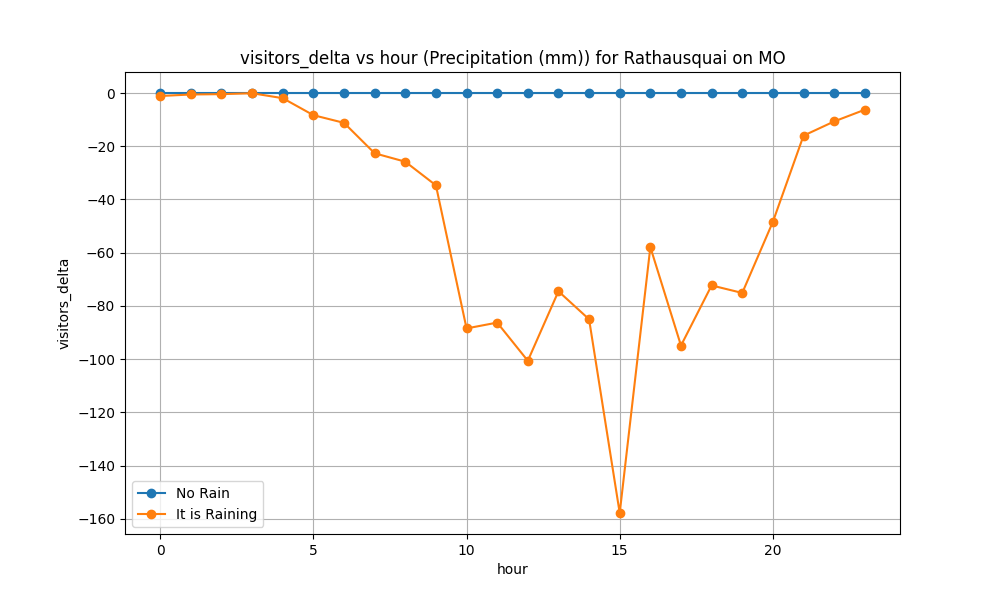 visitors_delta vs hour (Precipitation (mm)) for Rathausquai on MO
visitors_delta
0
−20
−40
−60
−80
−100
−120
−140
−160
No Rain
It is Raining
0
5
10
15
20
hour